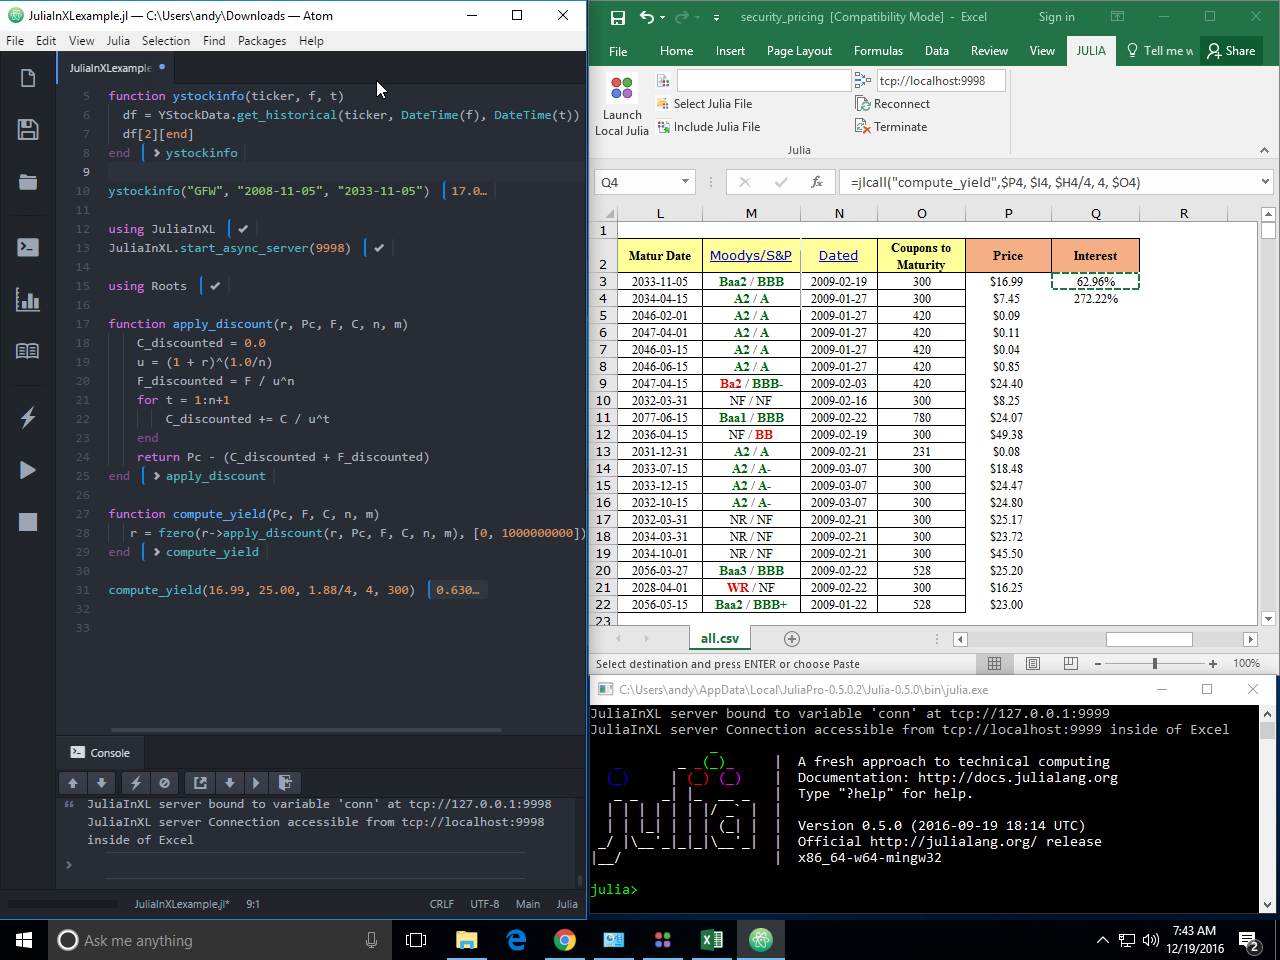 JuliaInXLexample.jl — C:\Users\andy\Downloads — Atom
File Edit View Julia Selection Find Packages Help
JuliaInXLexample
5 function ystockinfo(ticker, f, t)
6 df = YStockData.get_historical(ticker, DateTime(f), DateTime(t))
7 df[2][end]
8 end > ystockinfo
9
10 ystockinfo("GFW", "2008-11-05", "2033-11-05") 17.0…
11
12 using JuliaInXL ✓
13 JuliaInXL.start_async_server(9998) ✓
14
15 using Roots ✓
16
17 function apply_discount(r, Pc, F, C, n, m)
18 C_discounted = 0.0
19 u = (1 + r)^(1.0/n)
20 F_discounted = F / u^n
21 for t = 1:n+1
22 C_discounted += C / u^t
23 end
24 return Pc - (C_discounted + F_discounted)
25 end > apply_discount
26
27 function compute_yield(Pc, F, C, n, m)
28 r = fzero(r->apply_discount(r, Pc, F, C, n, m), [0, 1000000000])
29 end > compute_yield
30
31 compute_yield(16.99, 25.00, 1.88/4, 4, 300) 0.630…
32
33
Console
JuliaInXL server bound to variable 'conn' at tcp://127.0.0.1:9998
JuliaInXL server Connection accessible from tcp://localhost:9998
inside of Excel
>
JuliaInXLexample.jl* 9:1 CRLF UTF-8 Main Julia
security_pricing [Compatibility Mode] - Excel Sign in
File Home Insert Page Layout Formulas Data Review View JULIA Tell me w Share
Launch Local Julia
Select Julia File
Include Julia File
tcp://localhost:9998
Reconnect
Terminate
Julia
Q4 fx =jlcall("compute_yield",$P4, $I4, $H4/4, 4, $O4)
L M N O P Q R
1
2 Matur Date Moodys/S&P Dated Coupons to Maturity Price Interest
3 2033-11-05 Baa2 / BBB 2009-02-19 300 $16.99 62.96%
4 2034-04-15 A2 / A 2009-01-27 300 $7.45 272.22%
5 2046-02-01 A2 / A 2009-01-27 420 $0.09
6 2047-04-01 A2 / A 2009-01-27 420 $0.11
7 2046-03-15 A2 / A 2009-01-27 420 $0.04
8 2046-06-15 A2 / A 2009-01-27 420 $0.85
9 2047-04-15 Ba2 / BBB- 2009-02-03 420 $24.40
10 2032-03-31 NF / NF 2009-02-16 300 $8.25
11 2077-06-15 Baa1 / BBB 2009-02-22 780 $24.07
12 2036-04-15 NF / BB 2009-02-19 300 $49.38
13 2031-12-31 A2 / A 2009-02-21 231 $0.08
14 2033-07-15 A2 / A- 2009-03-07 300 $18.48
15 2033-12-15 A2 / A- 2009-03-07 300 $24.47
16 2032-10-15 A2 / A- 2009-03-07 300 $24.80
17 2032-03-31 NR / NF 2009-02-21 300 $25.17
18 2034-03-31 NR / NF 2009-02-21 300 $23.72
19 2034-10-01 NR / NF 2009-02-21 300 $45.50
20 2056-03-27 Baa3 / BBB 2009-02-22 528 $25.20
21 2028-04-01 WR / NF 2009-02-22 300 $16.25
22 2056-05-15 Baa2 / BBB+ 2009-01-22 528 $23.00
23
all.csv
Select destination and press ENTER or choose Paste 100%
C:\Users\andy\AppData\Local\JuliaPro-0.5.0.2\Julia-0.5.0\bin\julia.exe
JuliaInXL server bound to variable 'conn' at tcp://127.0.0.1:9999
JuliaInXL server Connection accessible from tcp://localhost:9999 inside of Excel
A fresh approach to technical computing
Documentation: http://docs.julialang.org
Type "?help" for help.
Version 0.5.0 (2016-09-19 18:14 UTC)
Official http://julialang.org/ release
x86_64-w64-mingw32
julia>
Ask me anything
7:43 AM
12/19/2016
2